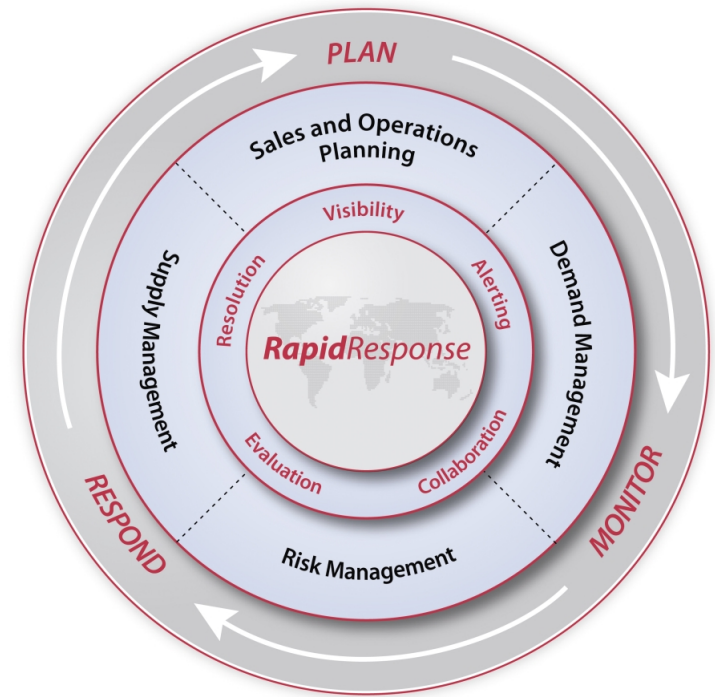 PLAN
Sales and Operations
Planning
Visibility
Supply Management
Resolution
Alerting
Demand Management
RapidResponse
Evaluation
Collaboration
RESPOND
MONITOR
Risk Management